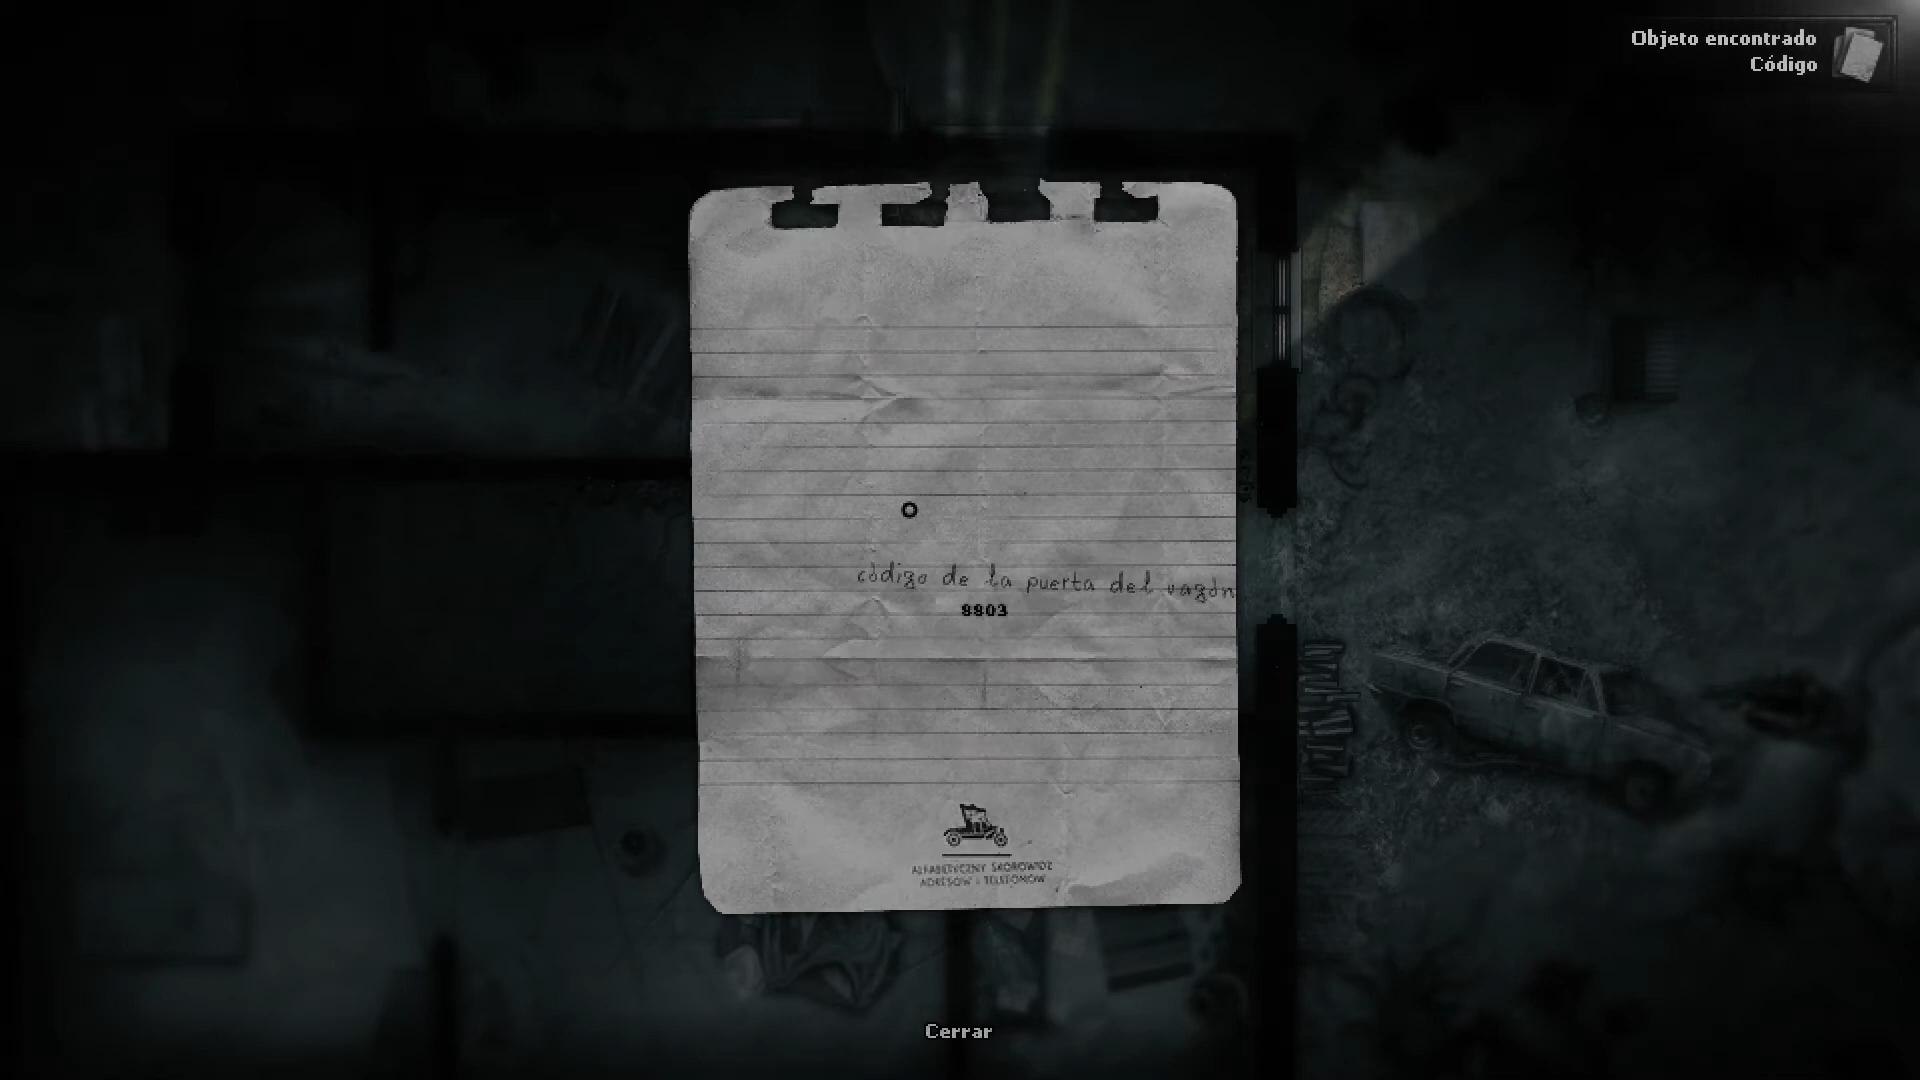 Objeto encontrado
Código
código de la puerta del vagón
8803
ALFABETYCZNY SKOROWIDZ
ADRESÓW i TELEFONÓW
Cerrar